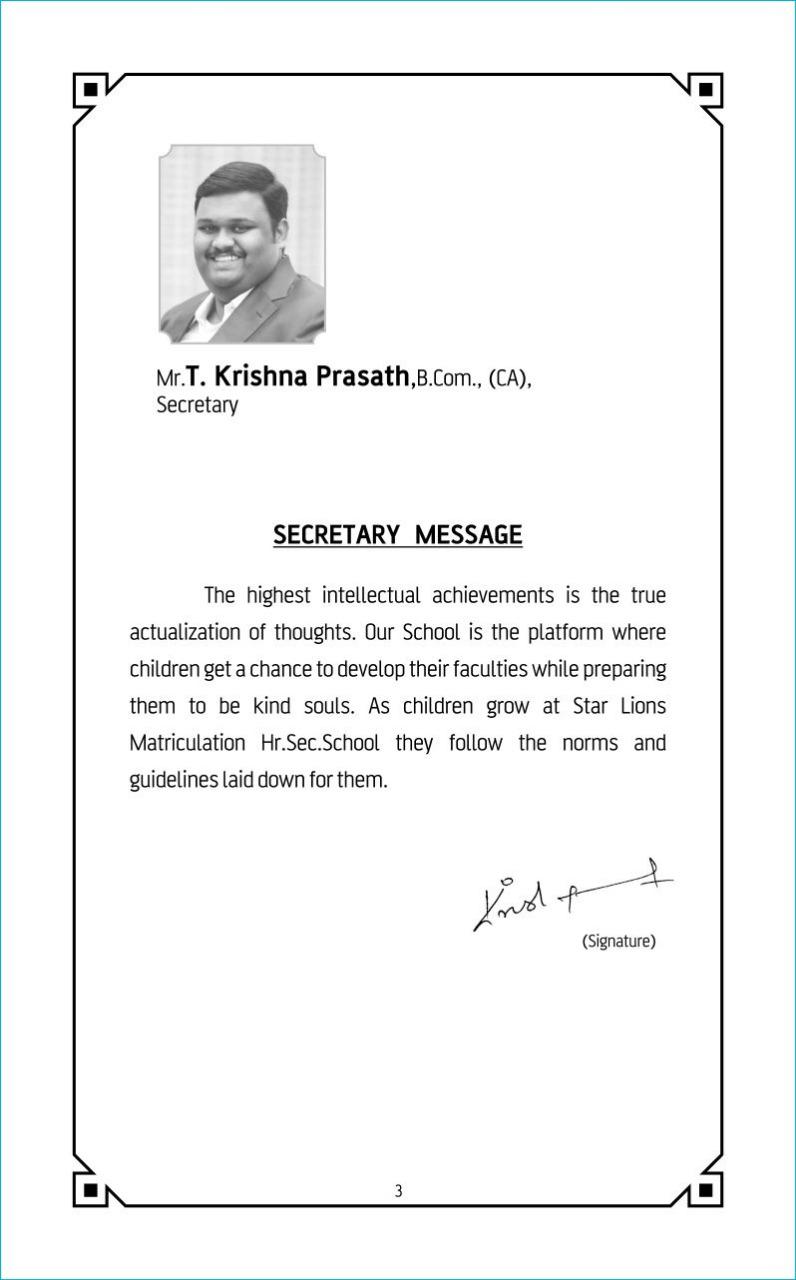 Mr.T. Krishna Prasath,B.Com., (CA),
Secretary
SECRETARY MESSAGE
The highest intellectual achievements is the true
actualization of thoughts. Our School is the platform where
children get a chance to develop their faculties while preparing
them to be kind souls. As children grow at Star Lions
Matriculation Hr.Sec.School they follow the norms and
guidelines laid down for them.
(Signature)
3